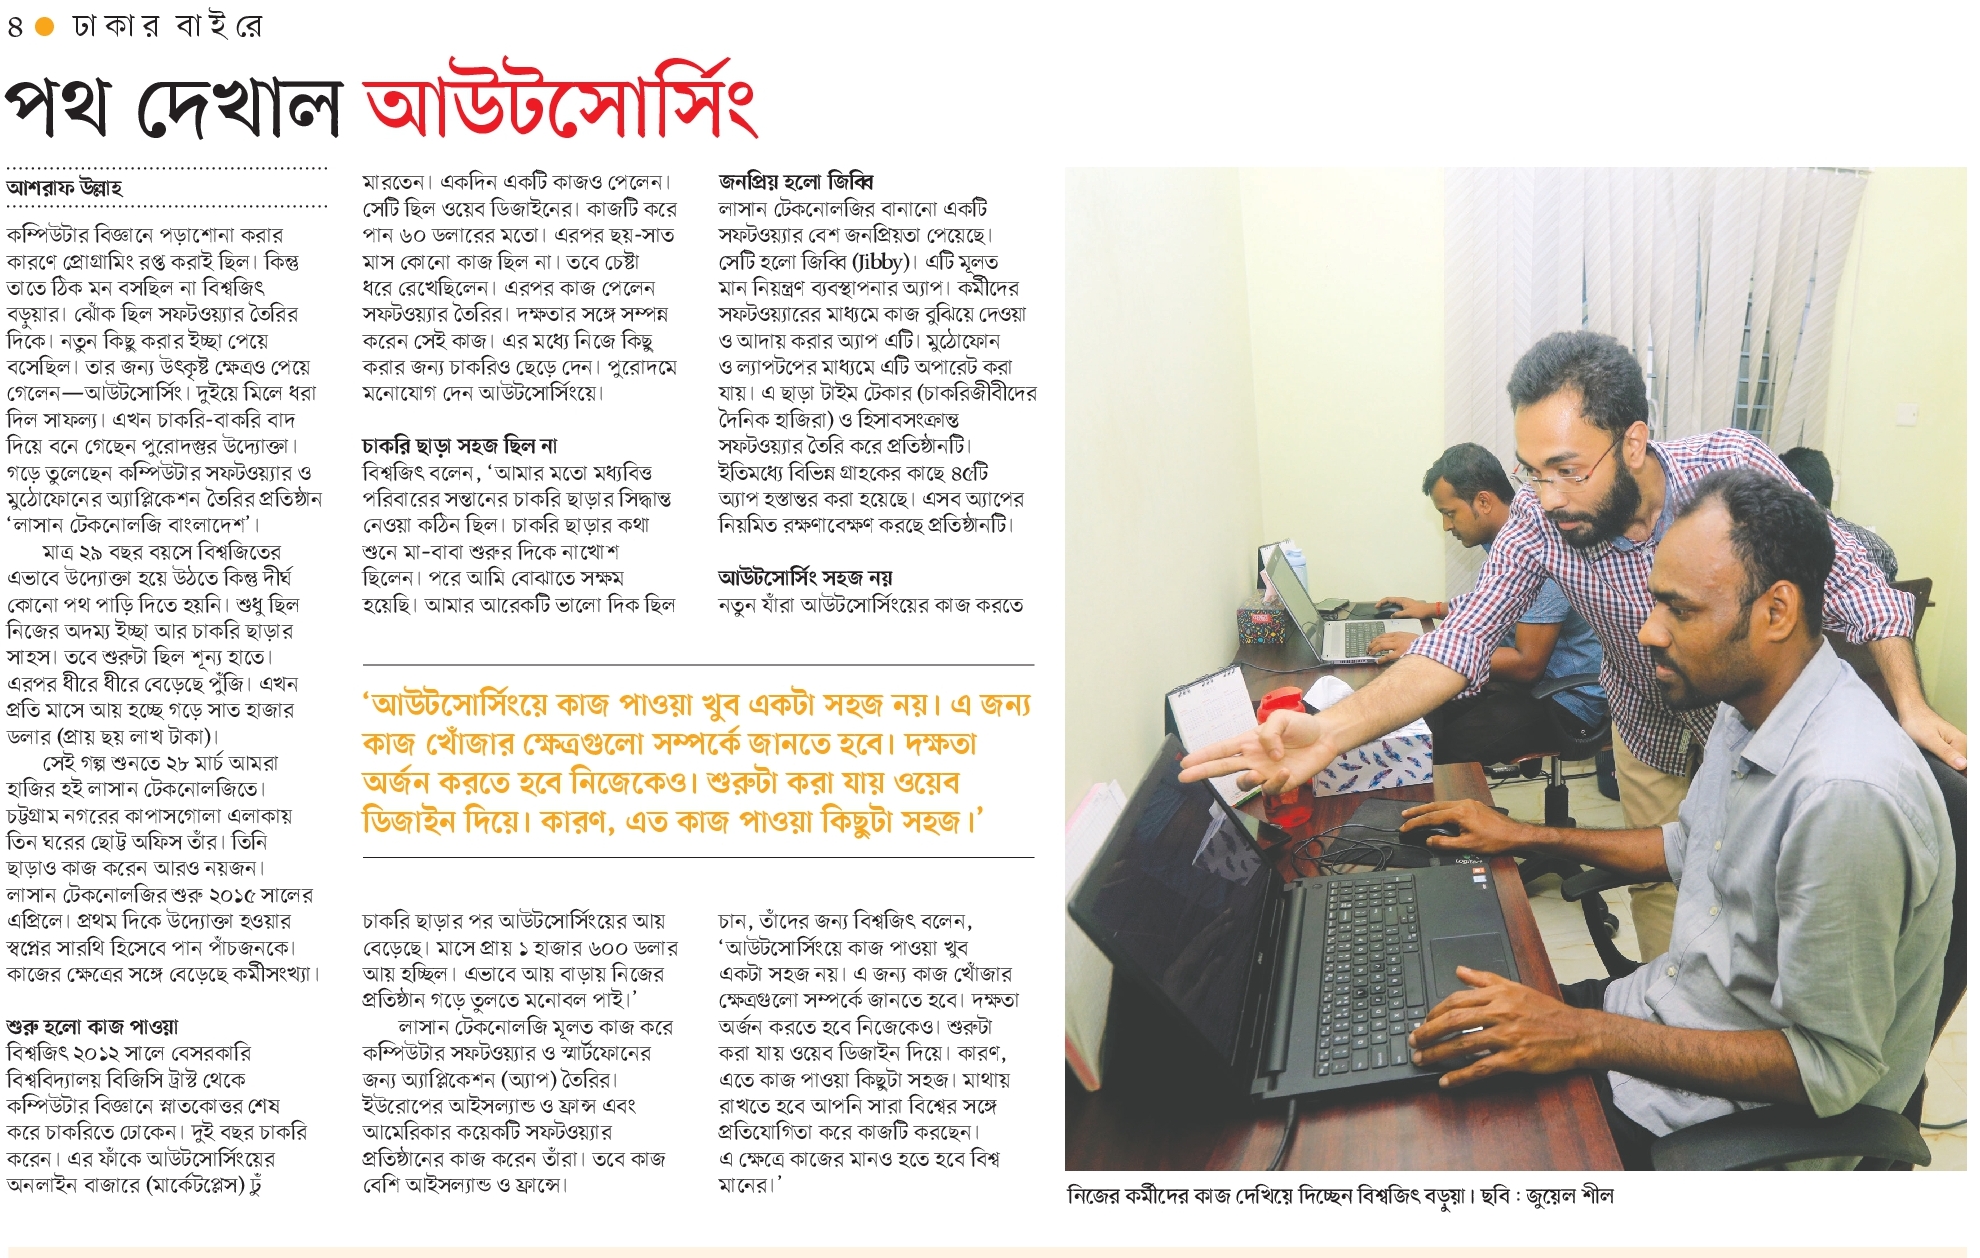 ৪ ● ঢাকার বাইরে
পথ দেখাল আউটসোর্সিং
আশরাফ উল্লাহ
কম্পিউটার বিজ্ঞানে পড়াশোনা করার
কারণে প্রোগ্রামিং রপ্ত করাই ছিল। কিন্তু
তাতে ঠিক মন বসছিল না বিশ্বজিৎ
বড়ুয়ার। ঝোঁক ছিল সফটওয়্যার তৈরির
দিকে। নতুন কিছু করার ইচ্ছা পেয়ে
বসেছিল। তার জন্য উৎকৃষ্ট ক্ষেত্রও পেয়ে
গেলেন—আউটসোর্সিং। দুইয়ে মিলে ধরা
দিল সাফল্য। এখন চাকরি-বাকরি বাদ
দিয়ে বনে গেছেন পুরোদস্তুর উদ্যোক্তা।
গড়ে তুলেছেন কম্পিউটার সফটওয়্যার ও
মুঠোফোনের অ্যাপ্লিকেশন তৈরির প্রতিষ্ঠান
‘লাসান টেকনোলজি বাংলাদেশ’।
মাত্র ২৯ বছর বয়সে বিশ্বজিতের
এভাবে উদ্যোক্তা হয়ে উঠতে কিন্তু দীর্ঘ
কোনো পথ পাড়ি দিতে হয়নি। শুধু ছিল
নিজের অদম্য ইচ্ছা আর চাকরি ছাড়ার
সাহস। তবে শুরুটা ছিল শূন্য হাতে।
এরপর ধীরে ধীরে বেড়েছে পুঁজি। এখন
প্রতি মাসে আয় হচ্ছে গড়ে সাত হাজার
ডলার (প্রায় ছয় লাখ টাকা)।
সেই গল্প শুনতে ২৮ মার্চ আমরা
হাজির হই লাসান টেকনোলজিতে।
চট্টগ্রাম নগরের কাপাসগোলা এলাকায়
তিন ঘরের ছোট্ট অফিস তাঁর। তিনি
ছাড়াও কাজ করেন আরও নয়জন।
লাসান টেকনোলজির শুরু ২০১৫ সালের
এপ্রিলে। প্রথম দিকে উদ্যোক্তা হওয়ার
স্বপ্নের সারথি হিসেবে পান পাঁচজনকে।
কাজের ক্ষেত্রের সঙ্গে বেড়েছে কর্মীসংখ্যা।
শুরু হলো কাজ পাওয়া
বিশ্বজিৎ ২০১২ সালে বেসরকারি
বিশ্ববিদ্যালয় বিজিসি ট্রাস্ট থেকে
কম্পিউটার বিজ্ঞানে স্নাতকোত্তর শেষ
করে চাকরিতে ঢোকেন। দুই বছর চাকরি
করেন। এর ফাঁকে আউটসোর্সিংয়ের
অনলাইন বাজারে (মার্কেটপ্লেস) ঢুঁ
মারতেন। একদিন একটি কাজও পেলেন।
সেটি ছিল ওয়েব ডিজাইনের। কাজটি করে
পান ৬০ ডলারের মতো। এরপর ছয়-সাত
মাস কোনো কাজ ছিল না। তবে চেষ্টা
ধরে রেখেছিলেন। এরপর কাজ পেলেন
সফটওয়্যার তৈরির। দক্ষতার সঙ্গে সম্পন্ন
করেন সেই কাজ। এর মধ্যে নিজে কিছু
করার জন্য চাকরিও ছেড়ে দেন। পুরোদমে
মনোযোগ দেন আউটসোর্সিংয়ে।
চাকরি ছাড়া সহজ ছিল না
বিশ্বজিৎ বলেন, ‘আমার মতো মধ্যবিত্ত
পরিবারের সন্তানের চাকরি ছাড়ার সিদ্ধান্ত
নেওয়া কঠিন ছিল। চাকরি ছাড়ার কথা
শুনে মা-বাবা শুরুর দিকে নাখোশ
ছিলেন। পরে আমি বোঝাতে সক্ষম
হয়েছি। আমার আরেকটি ভালো দিক ছিল
‘আউটসোর্সিংয়ে কাজ পাওয়া খুব একটা সহজ নয়। এ জন্য
কাজ খোঁজার ক্ষেত্রগুলো সম্পর্কে জানতে হবে। দক্ষতা
অর্জন করতে হবে নিজেকেও। শুরুটা করা যায় ওয়েব
ডিজাইন দিয়ে। কারণ, এত কাজ পাওয়া কিছুটা সহজ।’
চাকরি ছাড়ার পর আউটসোর্সিংয়ের আয়
বেড়েছে। মাসে প্রায় ১ হাজার ৬০০ ডলার
আয় হচ্ছিল। এভাবে আয় বাড়ায় নিজের
প্রতিষ্ঠান গড়ে তুলতে মনোবল পাই।’
লাসান টেকনোলজি মূলত কাজ করে
কম্পিউটার সফটওয়্যার ও স্মার্টফোনের
জন্য অ্যাপ্লিকেশন (অ্যাপ) তৈরির।
ইউরোপের আইসল্যান্ড ও ফ্রান্স এবং
আমেরিকার কয়েকটি সফটওয়্যার
প্রতিষ্ঠানের কাজ করেন তাঁরা। তবে কাজ
বেশি আইসল্যান্ড ও ফ্রান্সে।
জনপ্রিয় হলো জিব্বি
লাসান টেকনোলজির বানানো একটি
সফটওয়্যার বেশ জনপ্রিয়তা পেয়েছে।
সেটি হলো জিব্বি (Jibby)। এটি মূলত
মান নিয়ন্ত্রণ ব্যবস্থাপনার অ্যাপ। কর্মীদের
সফটওয়্যারের মাধ্যমে কাজ বুঝিয়ে দেওয়া
ও আদায় করার অ্যাপ এটি। মুঠোফোন
ও ল্যাপটপের মাধ্যমে এটি অপারেট করা
যায়। এ ছাড়া টাইম টেকার (চাকরিজীবীদের
দৈনিক হাজিরা) ও হিসাবসংক্রান্ত
সফটওয়্যার তৈরি করে প্রতিষ্ঠানটি।
ইতিমধ্যে বিভিন্ন গ্রাহকের কাছে ৪৫টি
অ্যাপ হস্তান্তর করা হয়েছে। এসব অ্যাপের
নিয়মিত রক্ষণাবেক্ষণ করছে প্রতিষ্ঠানটি।
আউটসোর্সিং সহজ নয়
নতুন যাঁরা আউটসোর্সিংয়ের কাজ করতে
চান, তাঁদের জন্য বিশ্বজিৎ বলেন,
‘আউটসোর্সিংয়ে কাজ পাওয়া খুব
একটা সহজ নয়। এ জন্য কাজ খোঁজার
ক্ষেত্রগুলো সম্পর্কে জানতে হবে। দক্ষতা
অর্জন করতে হবে নিজেকেও। শুরুটা
করা যায় ওয়েব ডিজাইন দিয়ে। কারণ,
এতে কাজ পাওয়া কিছুটা সহজ। মাথায়
রাখতে হবে আপনি সারা বিশ্বের সঙ্গে
প্রতিযোগিতা করে কাজটি করছেন।
এ ক্ষেত্রে কাজের মানও হতে হবে বিশ্ব
মানের।’
নিজের কর্মীদের কাজ দেখিয়ে দিচ্ছেন বিশ্বজিৎ বড়ুয়া। ছবি : জুয়েল শীল